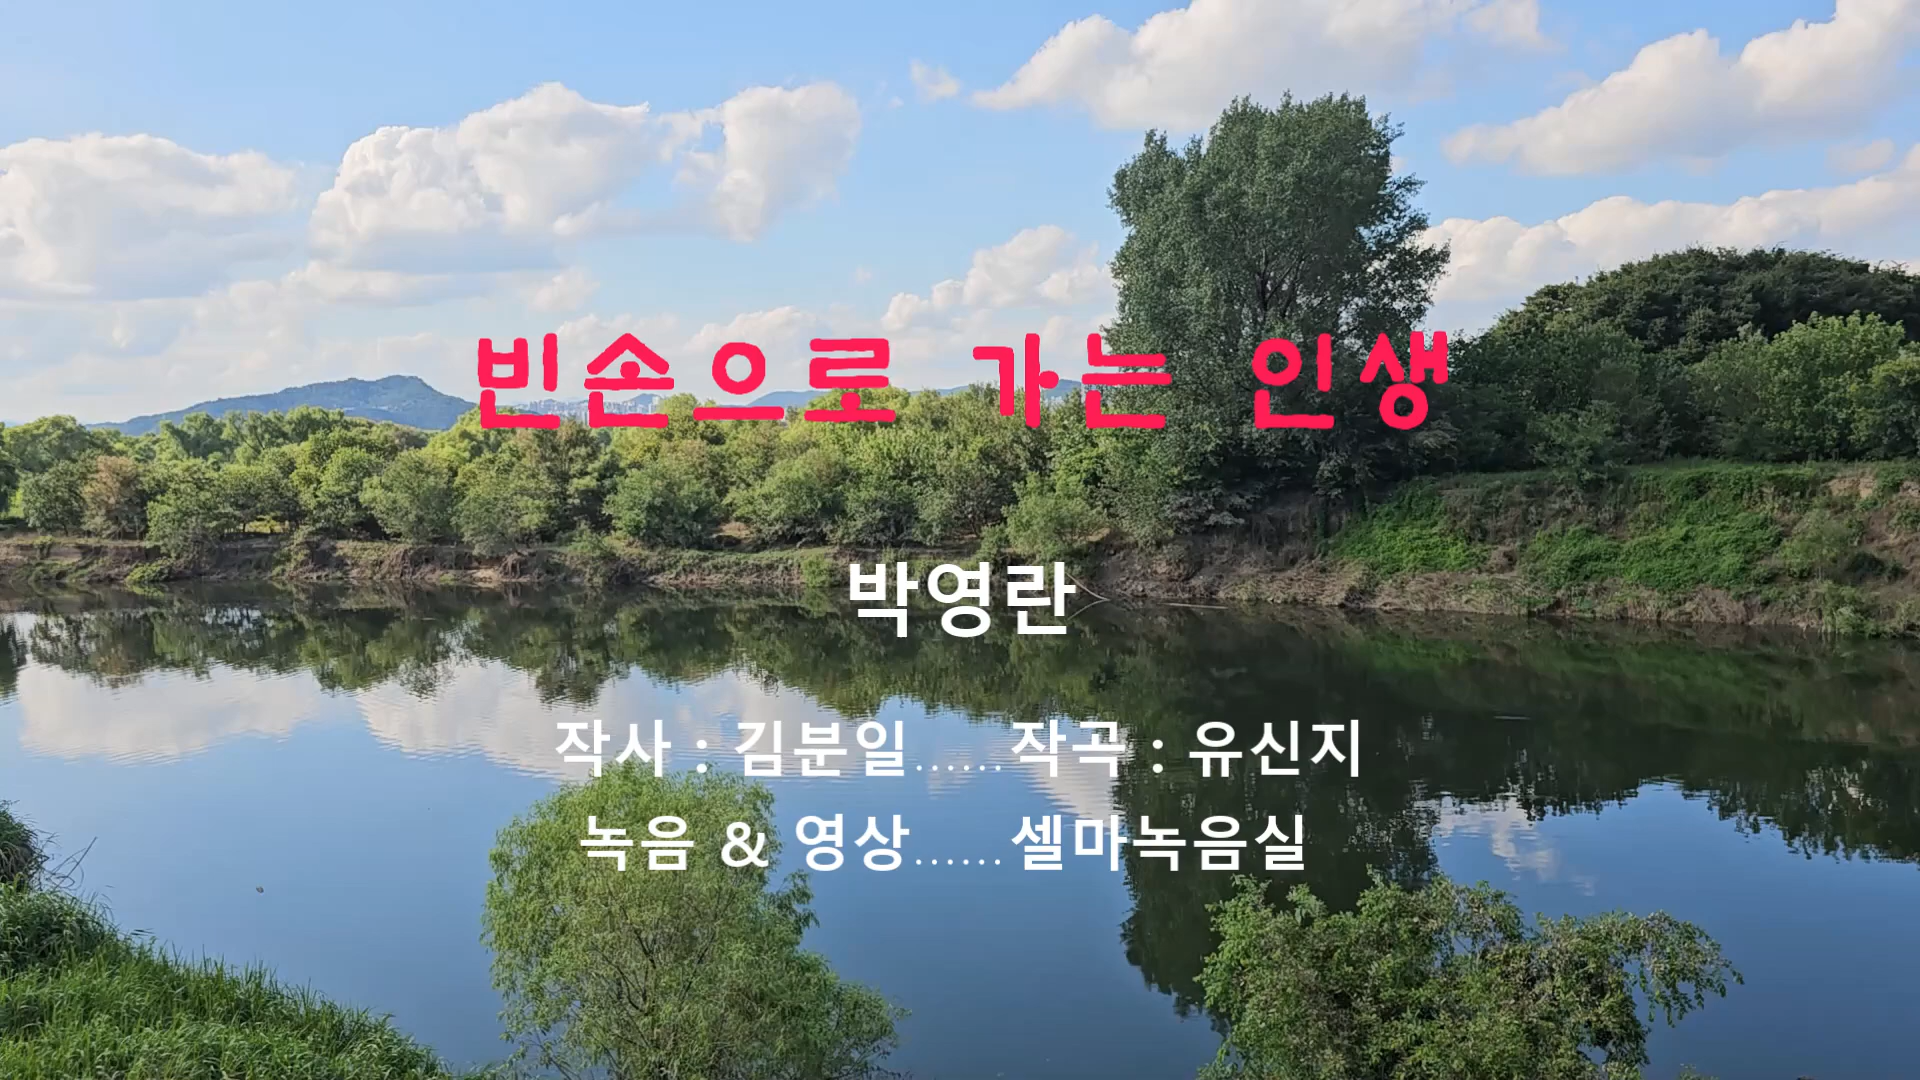 빈손으로 가는 인생
박영란
작사 : 김분일......작곡 : 유신지
녹음 & 영상......셀마녹음실